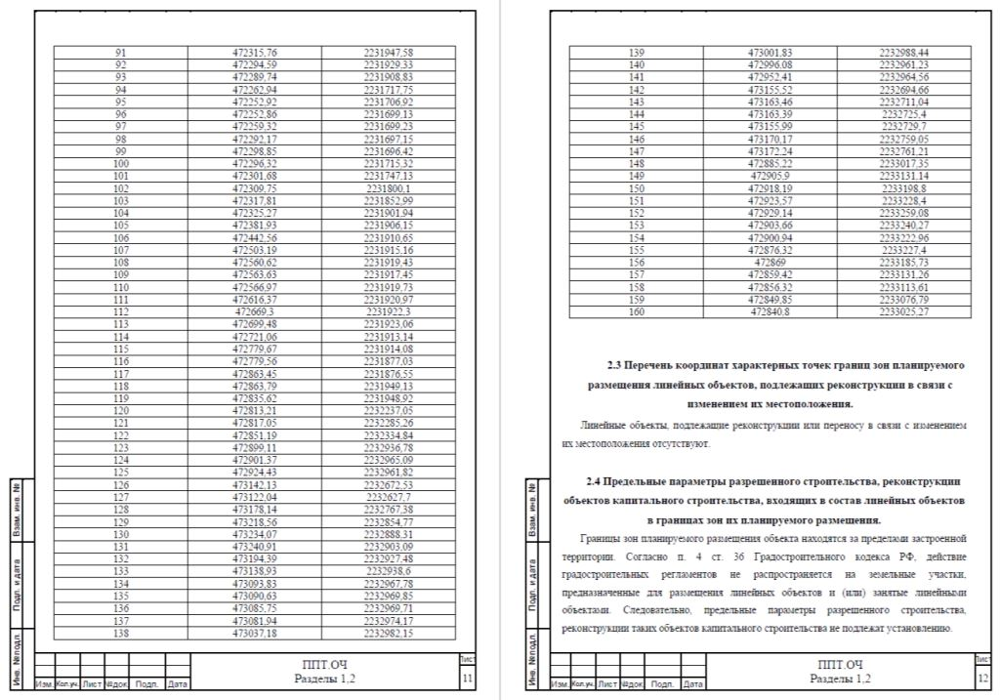 91 472315,76 2231947,58
92 472294,59 2231929,33
93 472289,74 2231908,83
94 472262,94 2231717,75
95 472252,92 2231706,92
96 472252,86 2231699,13
97 472259,32 2231699,23
98 472292,17 2231697,15
99 472298,85 2231696,42
100 472296,32 2231715,32
101 472301,68 2231747,13
102 472309,75 2231800,1
103 472317,81 2231852,99
104 472325,27 2231901,94
105 472381,93 2231906,15
106 472442,56 2231910,65
107 472503,19 2231915,16
108 472560,62 2231919,43
109 472563,63 2231917,45
110 472566,97 2231919,73
111 472616,37 2231920,97
112 472669,3 2231922,3
113 472699,48 2231923,06
114 472721,06 2231913,14
115 472779,67 2231914,08
116 472779,56 2231877,03
117 472863,45 2231876,55
118 472863,79 2231949,13
119 472835,62 2231948,92
120 472813,21 2232237,05
121 472817,05 2232285,26
122 472851,19 2232334,84
123 472899,11 2232936,78
124 472901,37 2232965,09
125 472924,43 2232961,82
126 473142,13 2232672,53
127 473122,04 2232627,7
128 473178,14 2232767,38
129 473218,56 2232854,77
130 473234,07 2232888,31
131 473240,91 2232903,09
132 473194,39 2232927,48
133 473138,93 2232938,6
134 473093,83 2232967,78
135 473090,63 2232969,85
136 473085,75 2232969,71
137 473081,94 2232974,17
138 473037,18 2232982,15
Взам. инв. №
Подп. и дата
Инв. №подл.
Изм. Кол.уч. Лист №док Подп. Дата
ППТ.ОЧ
Разделы 1,2
Лист
11
139 473001,83 2232988,44
140 472996,08 2232961,23
141 472952,41 2232964,56
142 473155,52 2232694,66
143 473163,46 2232711,04
144 473163,39 2232725,4
145 473155,99 2232729,7
146 473170,17 2232759,05
147 473172,24 2232761,21
148 472885,22 2233017,35
149 472905,9 2233131,14
150 472918,19 2233198,8
151 472923,57 2233228,4
152 472929,14 2233259,08
153 472903,66 2233240,27
154 472900,94 2233222,96
155 472876,32 2233227,4
156 472869 2233185,73
157 472859,42 2233131,26
158 472856,32 2233113,61
159 472849,85 2233076,79
160 472840,8 2233025,27
2.3 Перечень координат характерных точек границ зон планируемого
размещения линейных объектов, подлежащих реконструкции в связи с
изменением их местоположения.
Линейные объекты, подлежащие реконструкции или переносу в связи с изменением
их местоположения отсутствуют.
2.4 Предельные параметры разрешенного строительства, реконструкции
объектов капитального строительства, входящих в состав линейных объектов
в границах зон их планируемого размещения.
Границы зон планируемого размещения объекта находятся за пределами застроенной
территории. Согласно п. 4 ст. 36 Градостроительного кодекса РФ, действие
градостроительных регламентов не распространяется на земельные участки,
предназначенные для размещения линейных объектов и (или) занятые линейными
объектами. Следовательно, предельные параметры разрешенного строительства,
реконструкции таких объектов капитального строительства не подлежат установлению.
Взам. инв. №
Подп. и дата
Инв. №подл.
Изм. Кол.уч. Лист №док Подп. Дата
ППТ.ОЧ
Разделы 1,2
Лист
12